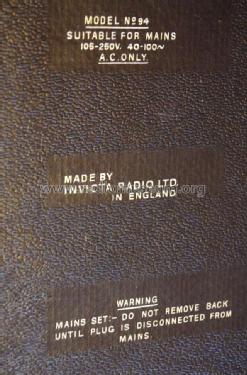 MODEL Nº 94
SUITABLE FOR MAINS
105-250V. 40-100~
A.C. ONLY
MADE BY
INVICTA RADIO LTD.
IN ENGLAND
WARNING
MAINS SET:- DO NOT REMOVE BACK
UNTIL PLUG IS DISCONNECTED FROM
MAINS.